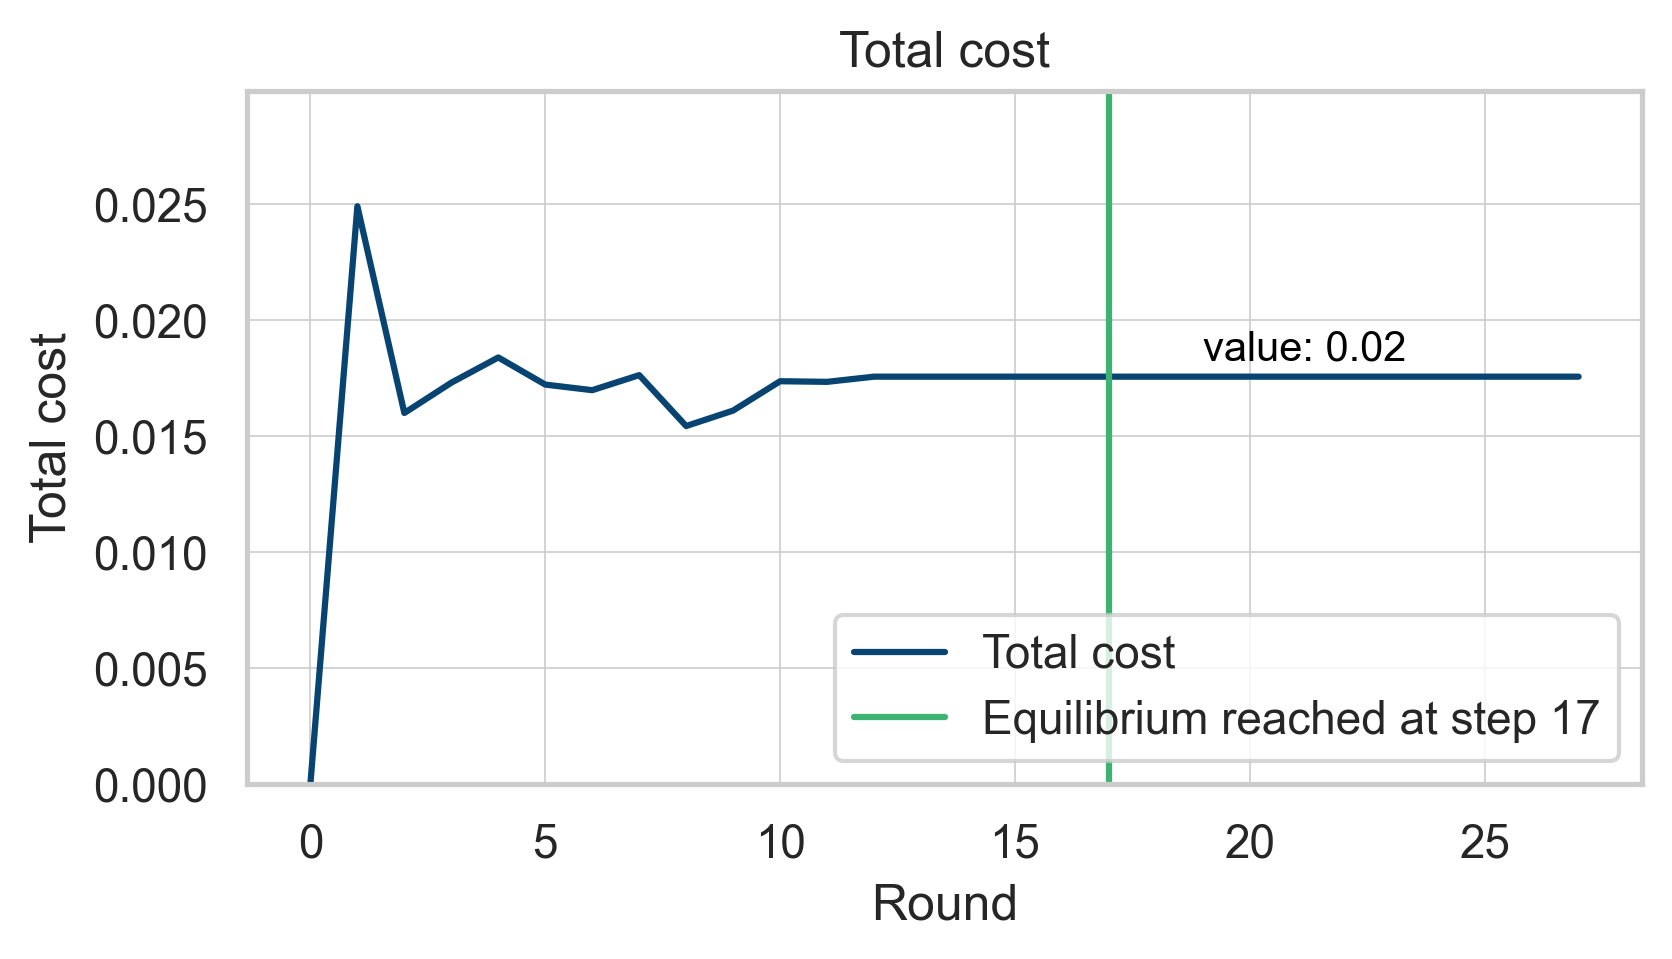 Total cost
0.025
0.020
0.015
0.010
0.005
0.000
Total cost
value: 0.02
Total cost
Equilibrium reached at step 17
0 5 10 15 20 25
Round